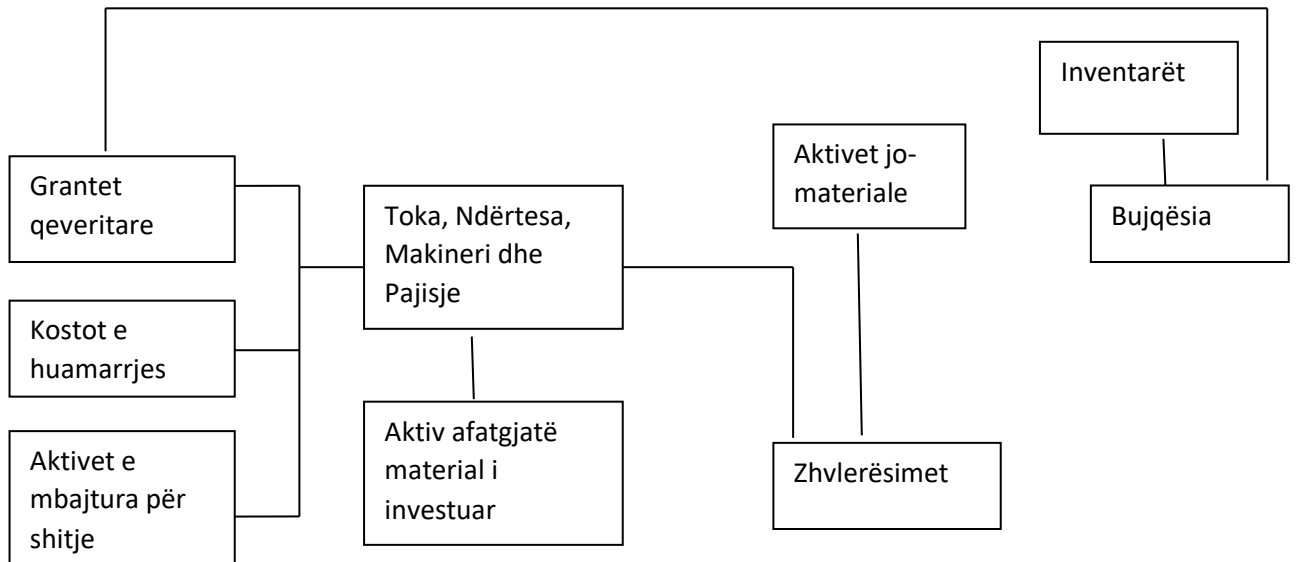 Inventarët
Grantet
qeveritare
Toka, Ndërtesa,
Makineri dhe
Pajisje
Aktivet jo-
materiale
Bujqësia
Kostot e
huamarrjes
Aktivet e
mbajtura për
shitje
Aktiv afatgjatë
material i
investuar
Zhvlerësimet